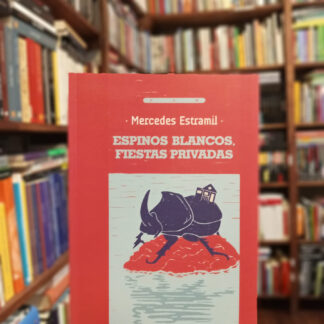 · Mercedes Estramil ·
ESPINOS BLANCOS,
FIESTAS PRIVADAS